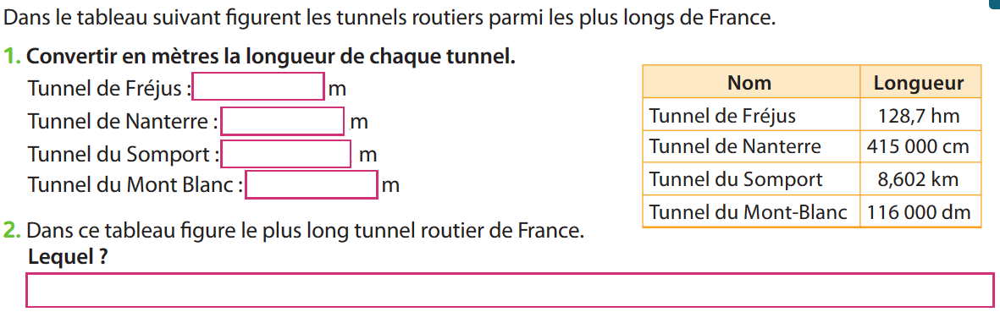 Dans le tableau suivant figurent les tunnels routiers parmi les plus longs de France.
1. Convertir en mètres la longueur de chaque tunnel.
Tunnel de Fréjus : m
Tunnel de Nanterre : m
Tunnel du Somport : m
Tunnel du Mont Blanc : m
Nom Longueur
Tunnel de Fréjus 128,7 hm
Tunnel de Nanterre 415 000 cm
Tunnel du Somport 8,602 km
Tunnel du Mont-Blanc 116 000 dm
2. Dans ce tableau figure le plus long tunnel routier de France.
Lequel ?